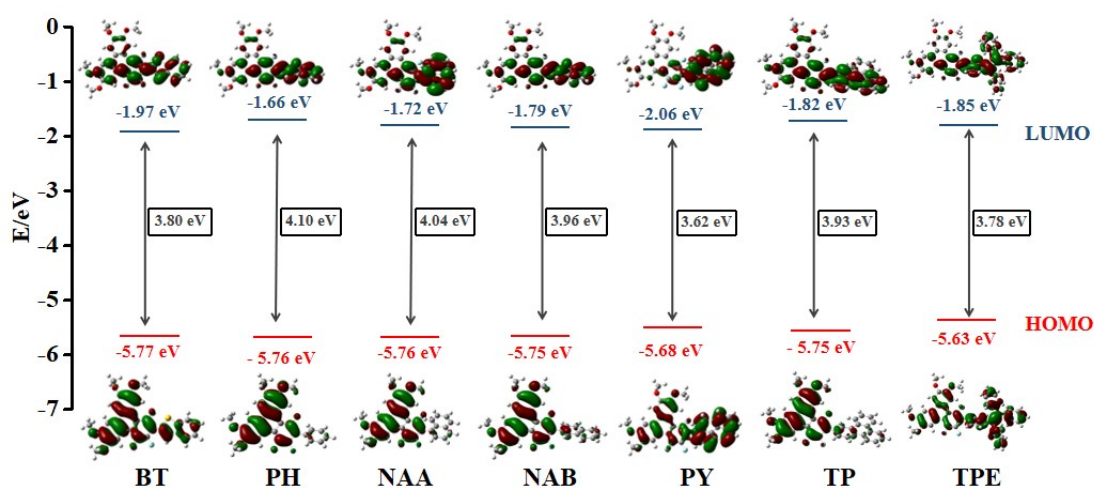 0
-1
-2
-3
-4
-5
-6
-7
E/eV
-1.97 eV
-1.66 eV
-1.72 eV
-1.79 eV
-2.06 eV
-1.82 eV
-1.85 eV
LUMO
3.80 eV
4.10 eV
4.04 eV
3.96 eV
3.62 eV
3.93 eV
3.78 eV
HOMO
-5.77 eV
- 5.76 eV
-5.76 eV
-5.75 eV
-5.68 eV
- 5.75 eV
-5.63 eV
BT
PH
NAA
NAB
PY
TP
TPE